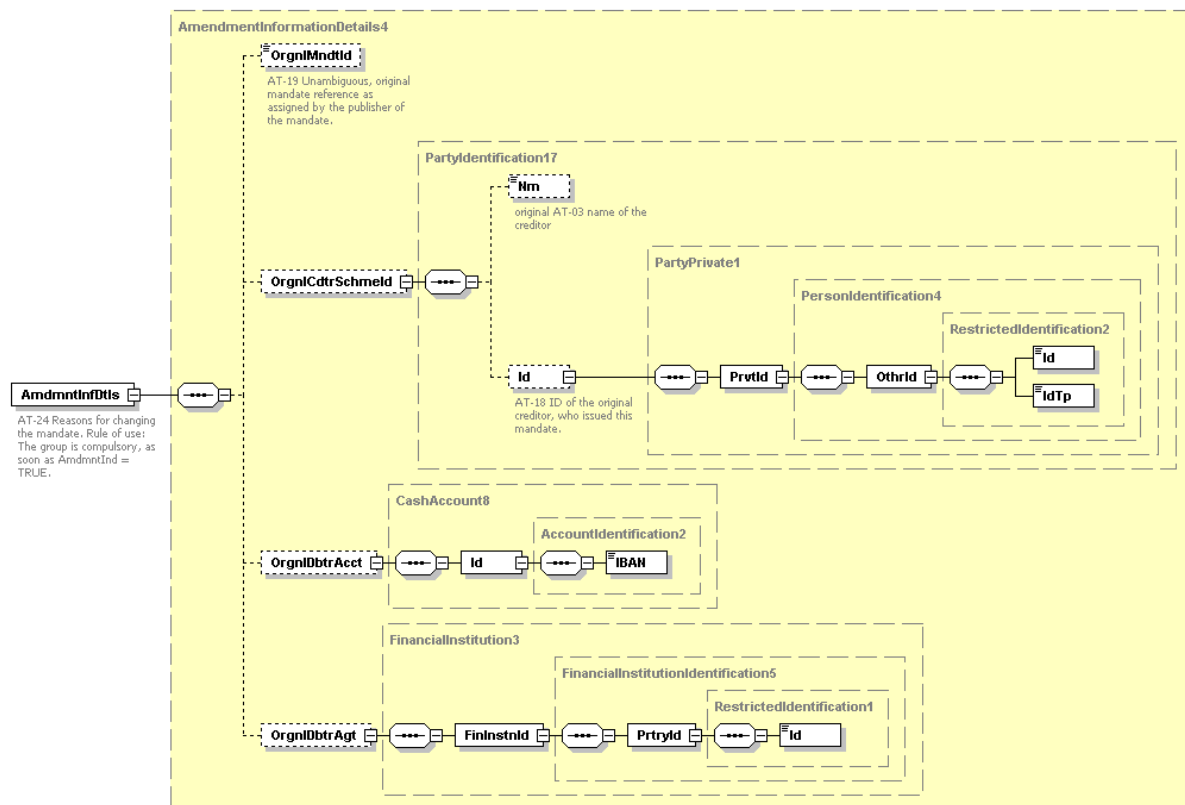 AmendmentInformationDetails4
OrgnlMndtId
AT-19 Unambiguous, original
mandate reference as
assigned by the publisher of
the mandate.
PartyIdentification17
Nm
original AT-03 name of the
creditor
OrgnlCdtrSchmeId
PartyPrivate1
PersonIdentification4
RestrictedIdentification2
Id
PrvtId
OthrId
Id
IdTp
AT-18 ID of the original
creditor, who issued this
mandate.
AmdmntInfDtls
AT-24 Reasons for changing
the mandate. Rule of use:
The group is compulsory, as
soon as AmdmntInd =
TRUE.
CashAccount8
AccountIdentification2
OrgnlDbtrAcct
Id
IBAN
FinancialInstitution3
FinancialInstitutionIdentification5
RestrictedIdentification1
OrgnlDbtrAgt
FinInstnId
PrtryId
Id